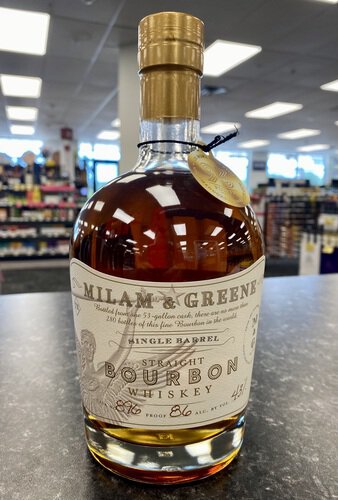 MILAM & GREENE
Bottled from one 53-gallon cask, there are no more than
180 bottles of this fine Bourbon in the world.
SINGLE BARREL
STRAIGHT
BOURBON
WHISKEY
PROOF 86 ALC. BY VOL. 43